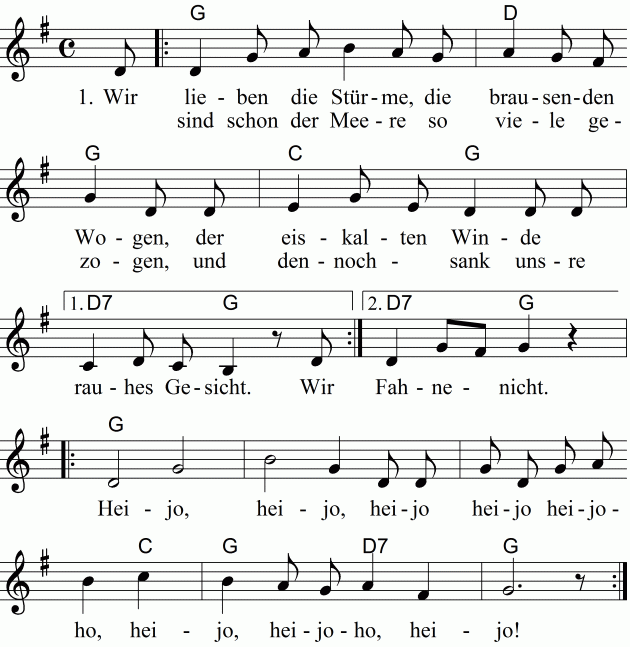 G D
1. Wir lie - ben die Stür - me, die brau - sen - den
sind schon der Mee - re so vie - le ge -
G C G
Wo - gen, der eis - kal - ten Win - de
zo - gen, und den - noch - sank uns - re
1. D7 G 2. D7 G
rau - hes Ge - sicht. Wir Fah - ne - nicht.
G
Hei - jo, hei - jo, hei - jo hei - jo hei - jo -
C G D7 G
ho, hei - jo, hei - jo - ho, hei - jo!